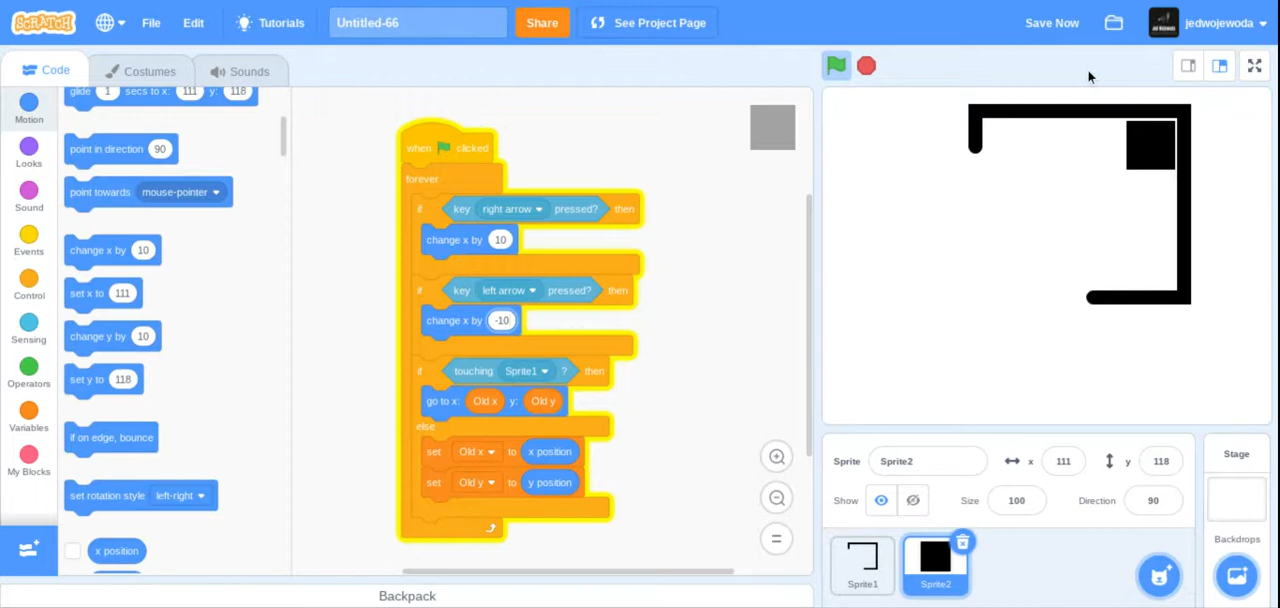 SCRATCH File Edit Tutorials Untitled-66 Share See Project Page Save Now jedwojewoda
Code Costumes Sounds
Motion
Looks
Sound
Events
Control
Sensing
Operators
Variables
My Blocks
glide 1 secs to x: 111 y: 118
point in direction 90
point towards mouse-pointer
change x by 10
set x to 111
change y by 10
set y to 118
if on edge, bounce
set rotation style left-right
x position
when clicked
forever
if key right arrow pressed? then
change x by 10
if key left arrow pressed? then
change x by -10
if touching Sprite1 ? then
go to x: Old x y: Old y
else
set Old x to x position
set Old y to y position
Backpack
Sprite Sprite2 x 111 y 118
Show Size 100 Direction 90
Sprite1
Sprite2
Stage
Backdrops